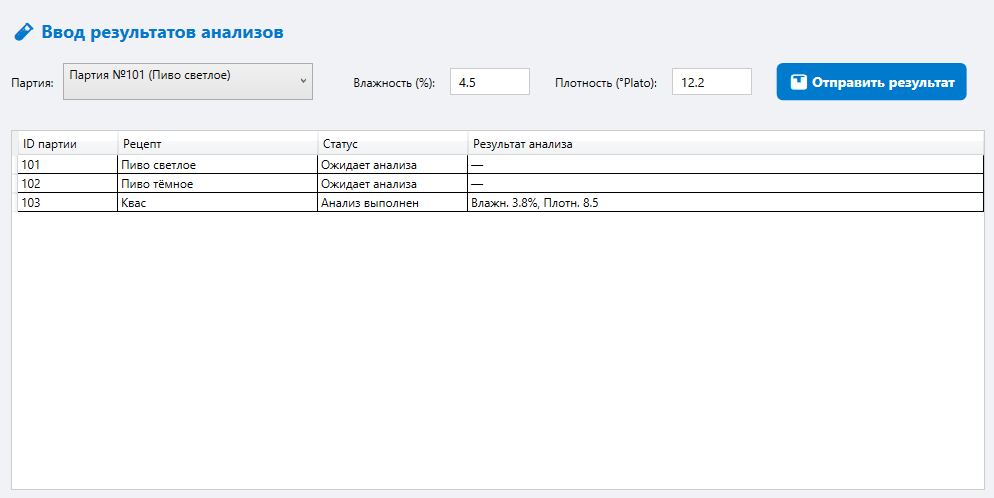 Ввод результатов анализов
Партия: Партия №101 (Пиво светлое) Влажность (%): 4.5 Плотность (°Plato): 12.2 Отправить результат
ID партии Рецепт Статус Результат анализа
101 Пиво светлое Ожидает анализа —
102 Пиво тёмное Ожидает анализа —
103 Квас Анализ выполнен Влажн. 3.8%, Плотн. 8.5